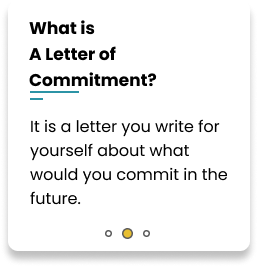 What is
A Letter of
Commitment?
It is a letter you write for
yourself about what
would you commit in the
future.